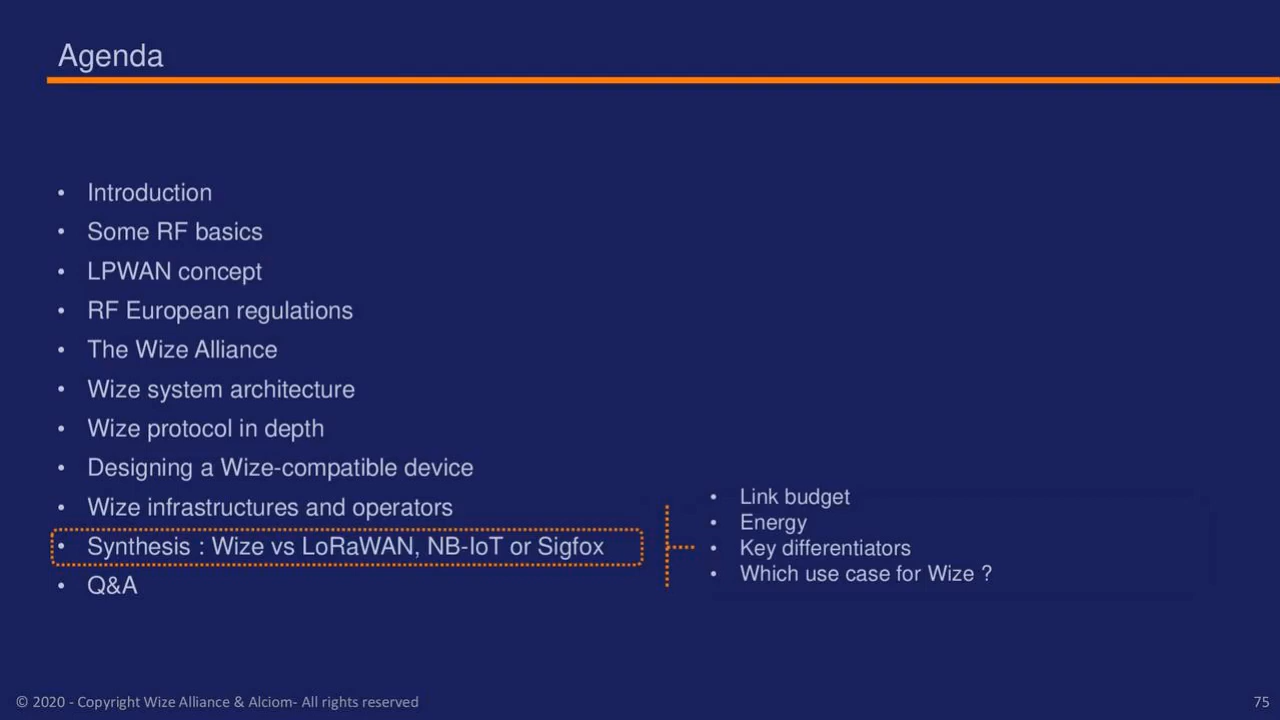 Agenda
• Introduction
• Some RF basics
• LPWAN concept
• RF European regulations
• The Wize Alliance
• Wize system architecture
• Wize protocol in depth
• Designing a Wize-compatible device
• Wize infrastructures and operators
• Synthesis : Wize vs LoRaWAN, NB-IoT or Sigfox
• Q&A
• Link budget
• Energy
• Key differentiators
• Which use case for Wize ?
© 2020 - Copyright Wize Alliance & Alciom- All rights reserved
75